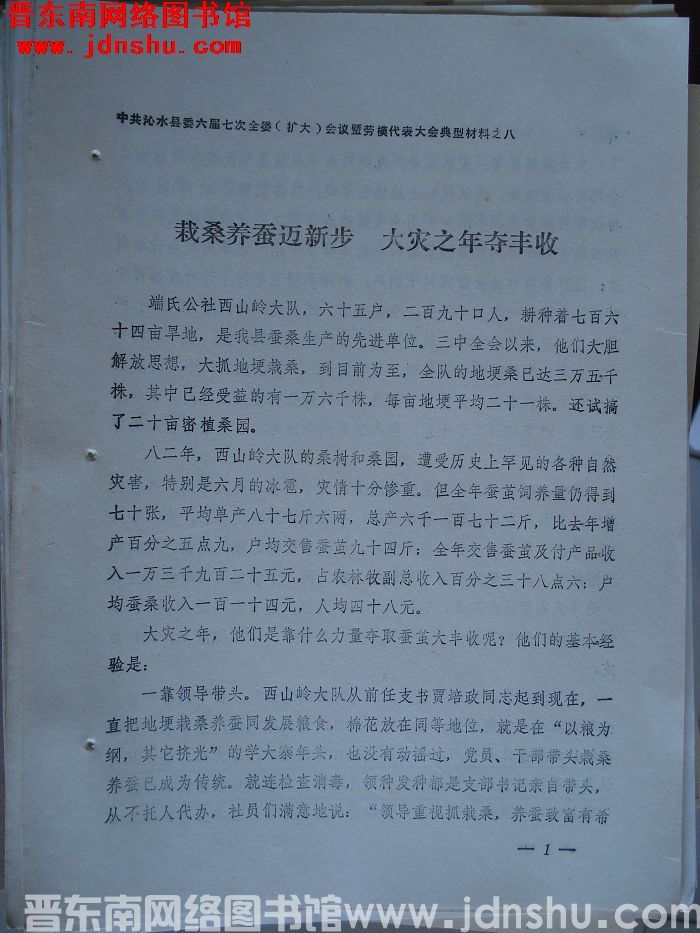 晋东南网络图书馆
www.jdnshu.com
中共沁水县委六届七次全委（扩大）会议暨劳模代表大会典型材料之八
栽桑养蚕迈新步　大灾之年夺丰收
端氏公社西山岭大队，六十五户，二百九十口人，耕种着七百六
十四亩旱地，是我县蚕桑生产的先进单位。三中全会以来，他们大胆
解放思想，大抓地埂栽桑，到目前为至，全队的地埂桑已达三万五千
株，其中已经受益的有一万六千株，每亩地埂平均二十一株。还试搞
了二十亩密植桑园。
八二年，西山岭大队的桑树和桑园，遭受历史上罕见的各种自然
灾害，特别是六月的冰雹，灾情十分惨重。但全年蚕茧饲养量仍得到
七十张，平均单产八十七斤六两，总产六千一百七十二斤，比去年增
产百分之五点九，户均交售蚕茧九十四斤；全年交售蚕茧及付产品收
入一万三千九百二十五元，占农林牧副总收入百分之三十八点六；户
均蚕桑收入一百一十四元，人均四十八元。
大灾之年，他们是靠什么力量夺取蚕茧大丰收呢？他们的基本经
验是：
一靠领导带头。西山岭大队从前任支书贾培政同志起到现在，一
直把地埂栽桑养蚕同发展粮食，棉花放在同等地位，就是在“以粮为
纲，其它挤光”的学大寨年头，也没有动摇过，党员、干部带头栽桑
养蚕已成为传统。就连检查消毒，领种发种都是支部书记亲自带头，
从不托人代办，社员们满意地说：“领导重视抓栽桑，养蚕致富有希
— 1 —
晋东南网络图书馆 www.jdnshu.com